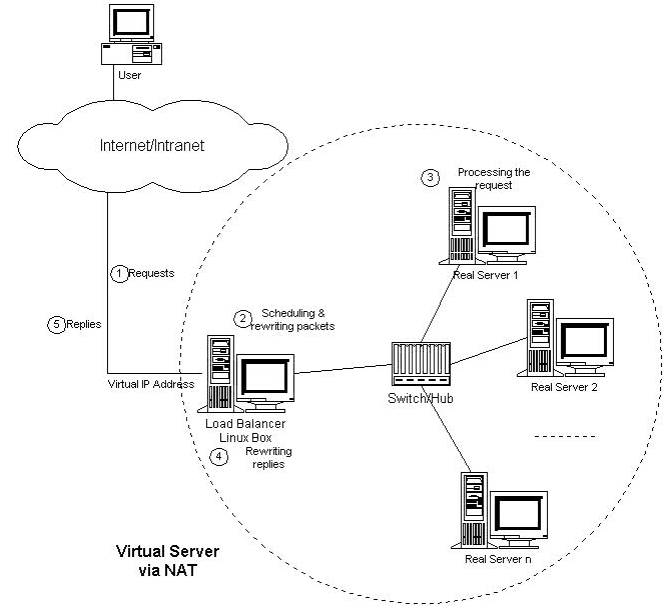 User
Internet/Intranet
3
Processing the
request
Real Server 1
1
Requests
2
Scheduling &
rewriting packets
5
Replies
Virtual IP Address
Switch/Hub
Real Server 2
Load Balancer
Linux Box
4
Rewriting
replies
Real Server n
Virtual Server
via NAT